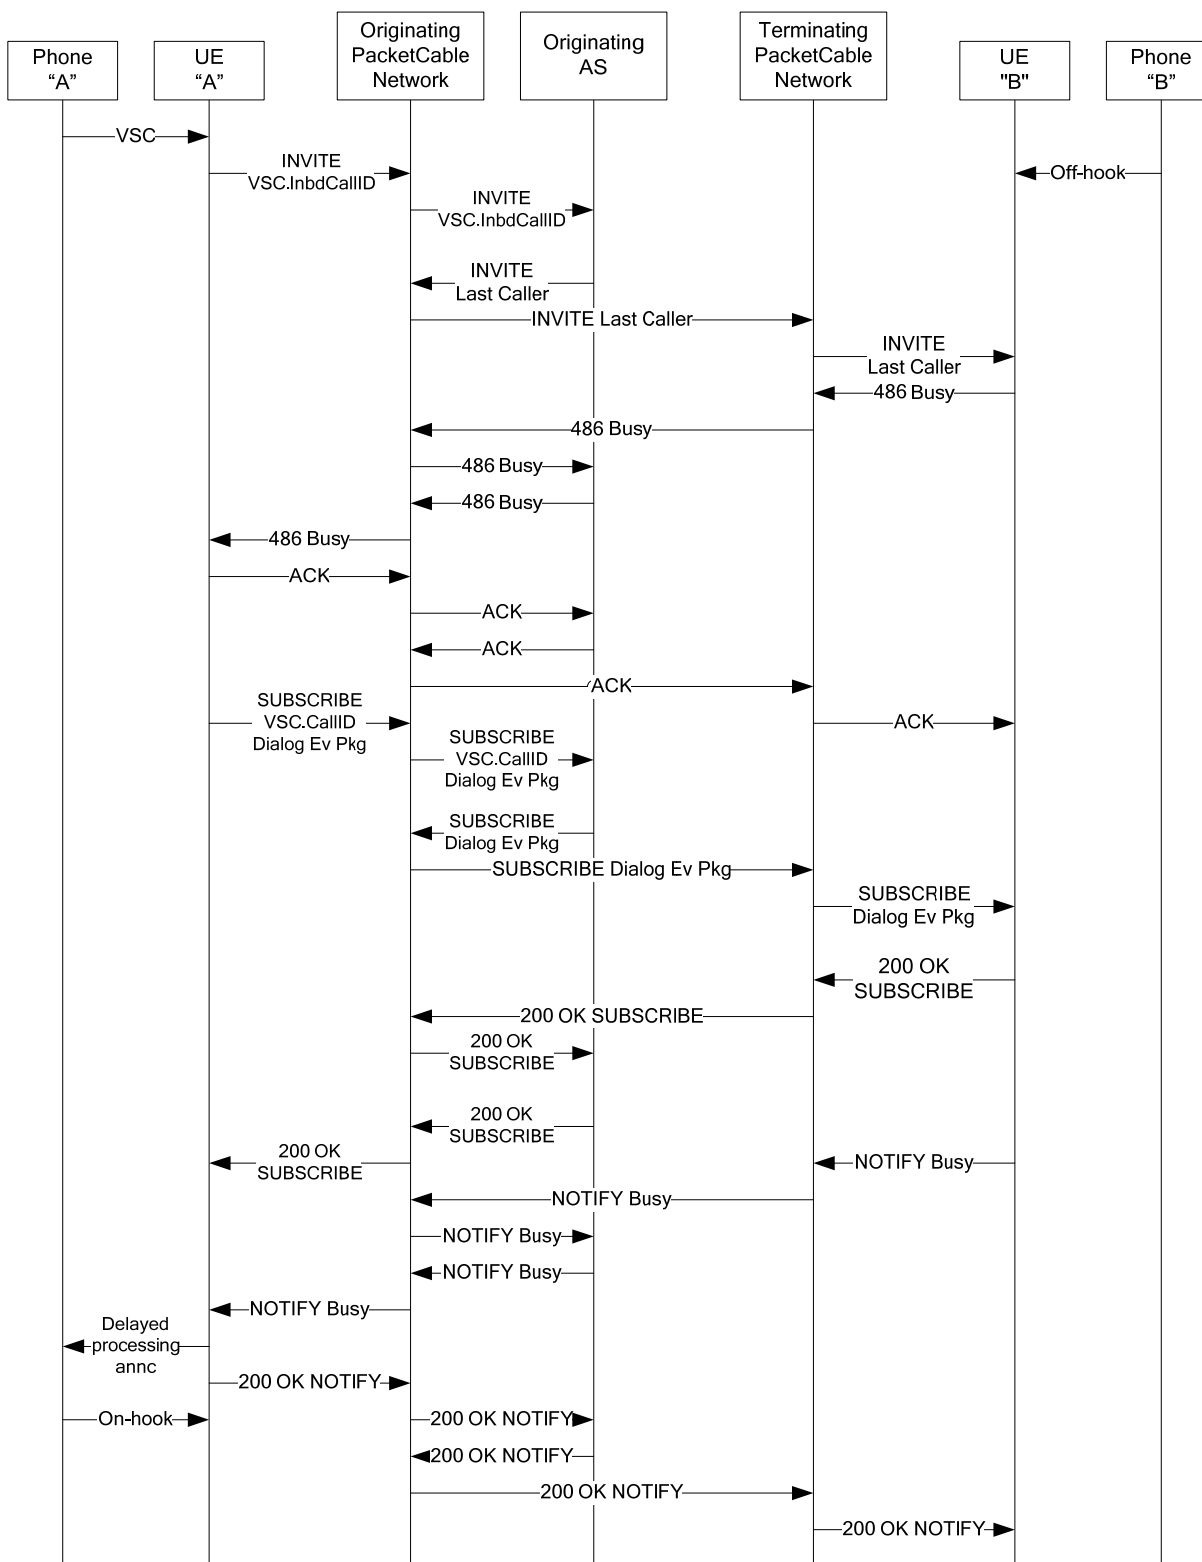 Phone
“A”
UE
“A”
Originating
PacketCable
Network
Originating
AS
Terminating
PacketCable
Network
UE
"B"
Phone
“B”
VSC
INVITE
VSC.InbdCallID
Off-hook
INVITE
VSC.InbdCallID
INVITE
Last Caller
INVITE Last Caller
INVITE
Last Caller
486 Busy
486 Busy
486 Busy
486 Busy
486 Busy
ACK
ACK
ACK
ACK
SUBSCRIBE
VSC.CallID
Dialog Ev Pkg
ACK
SUBSCRIBE
VSC.CallID
Dialog Ev Pkg
SUBSCRIBE
Dialog Ev Pkg
SUBSCRIBE Dialog Ev Pkg
SUBSCRIBE
Dialog Ev Pkg
200 OK
SUBSCRIBE
200 OK SUBSCRIBE
200 OK
SUBSCRIBE
200 OK
SUBSCRIBE
200 OK
SUBSCRIBE
NOTIFY Busy
NOTIFY Busy
NOTIFY Busy
NOTIFY Busy
NOTIFY Busy
Delayed
processing
annc
200 OK NOTIFY
On-hook
200 OK NOTIFY
200 OK NOTIFY
200 OK NOTIFY
200 OK NOTIFY